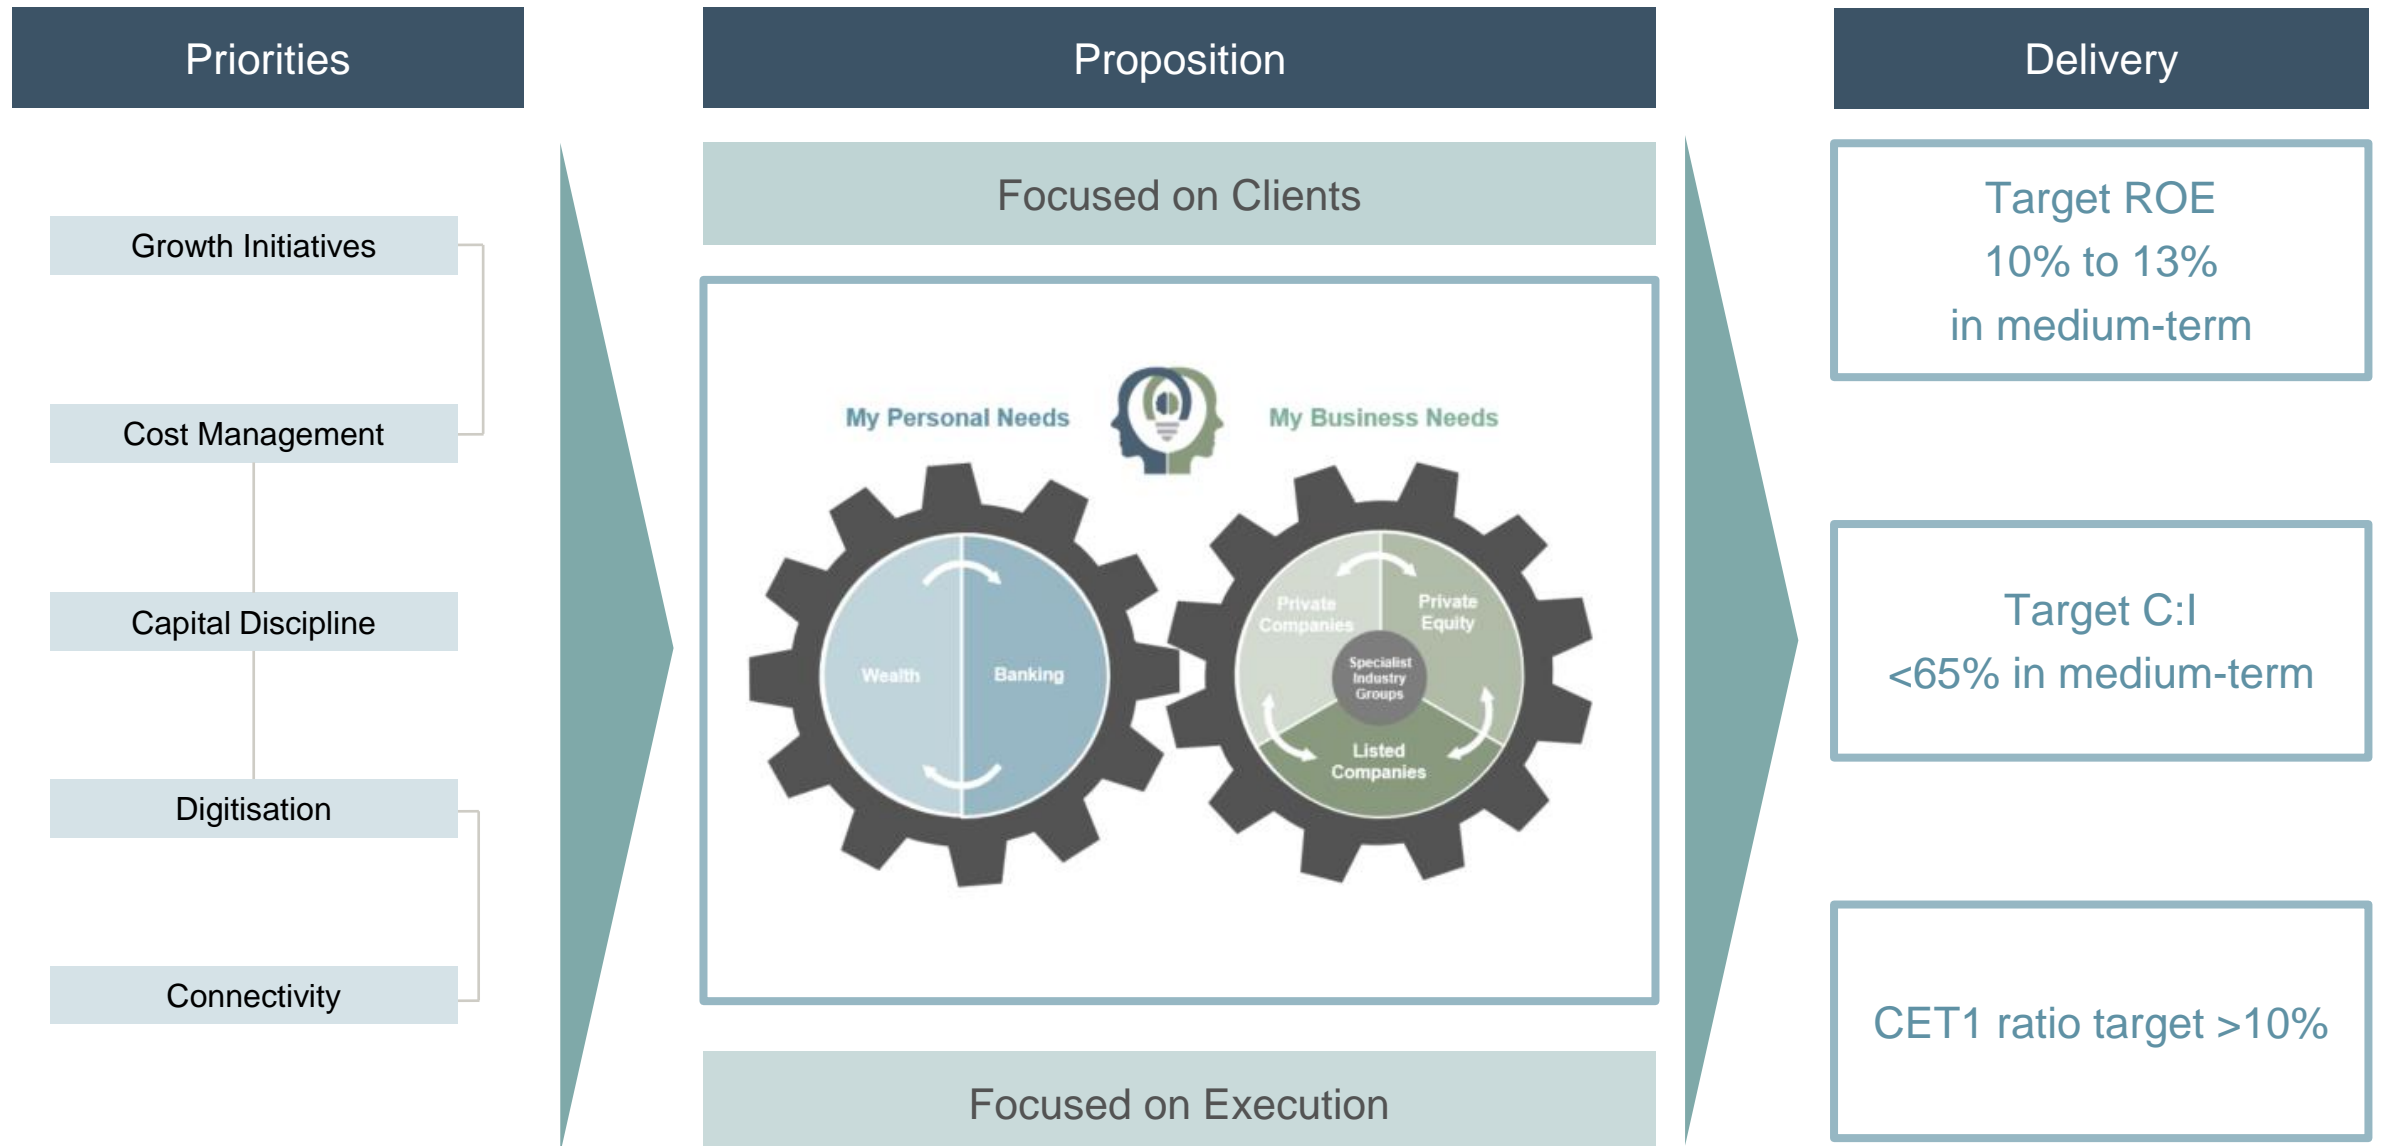 Priorities
Growth Initiatives
Cost Management
Capital Discipline
Digitisation
Connectivity
Proposition
Focused on Clients
My Personal Needs
My Business Needs
Wealth
Banking
Private
Companies
Private
Equity
Specialist
Industry
Groups
Listed
Companies
Focused on Execution
Delivery
Target ROE
10% to 13%
in medium-term
Target C:I
<65% in medium-term
CET1 ratio target >10%